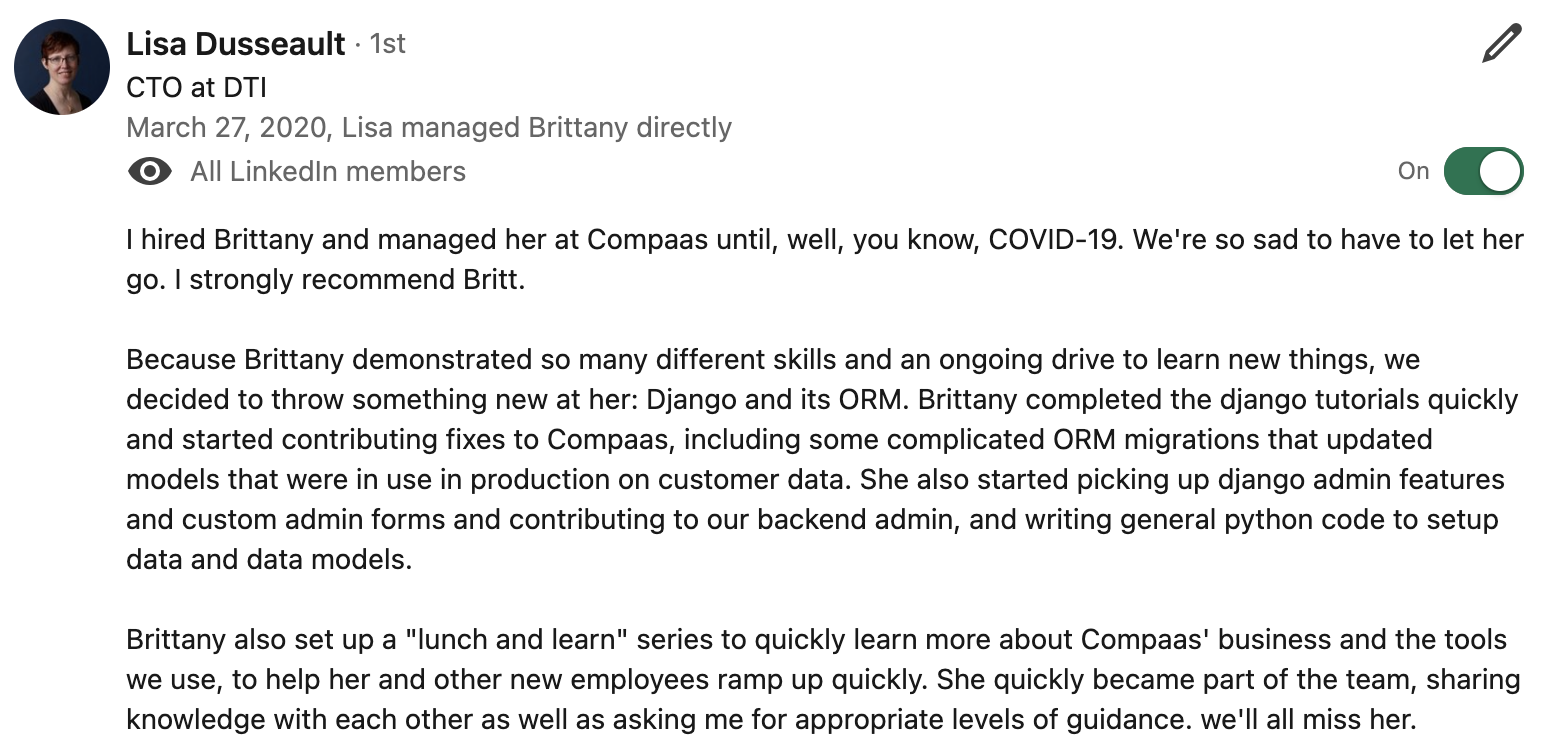 Lisa Dusseault · 1st
CTO at DTI
March 27, 2020, Lisa managed Brittany directly
All LinkedIn members
On
I hired Brittany and managed her at Compaas until, well, you know, COVID-19. We're so sad to have to let her
go. I strongly recommend Britt.
Because Brittany demonstrated so many different skills and an ongoing drive to learn new things, we
decided to throw something new at her: Django and its ORM. Brittany completed the django tutorials quickly
and started contributing fixes to Compaas, including some complicated ORM migrations that updated
models that were in use in production on customer data. She also started picking up django admin features
and custom admin forms and contributing to our backend admin, and writing general python code to setup
data and data models.
Brittany also set up a "lunch and learn" series to quickly learn more about Compaas' business and the tools
we use, to help her and other new employees ramp up quickly. She quickly became part of the team, sharing
knowledge with each other as well as asking me for appropriate levels of guidance. we'll all miss her.